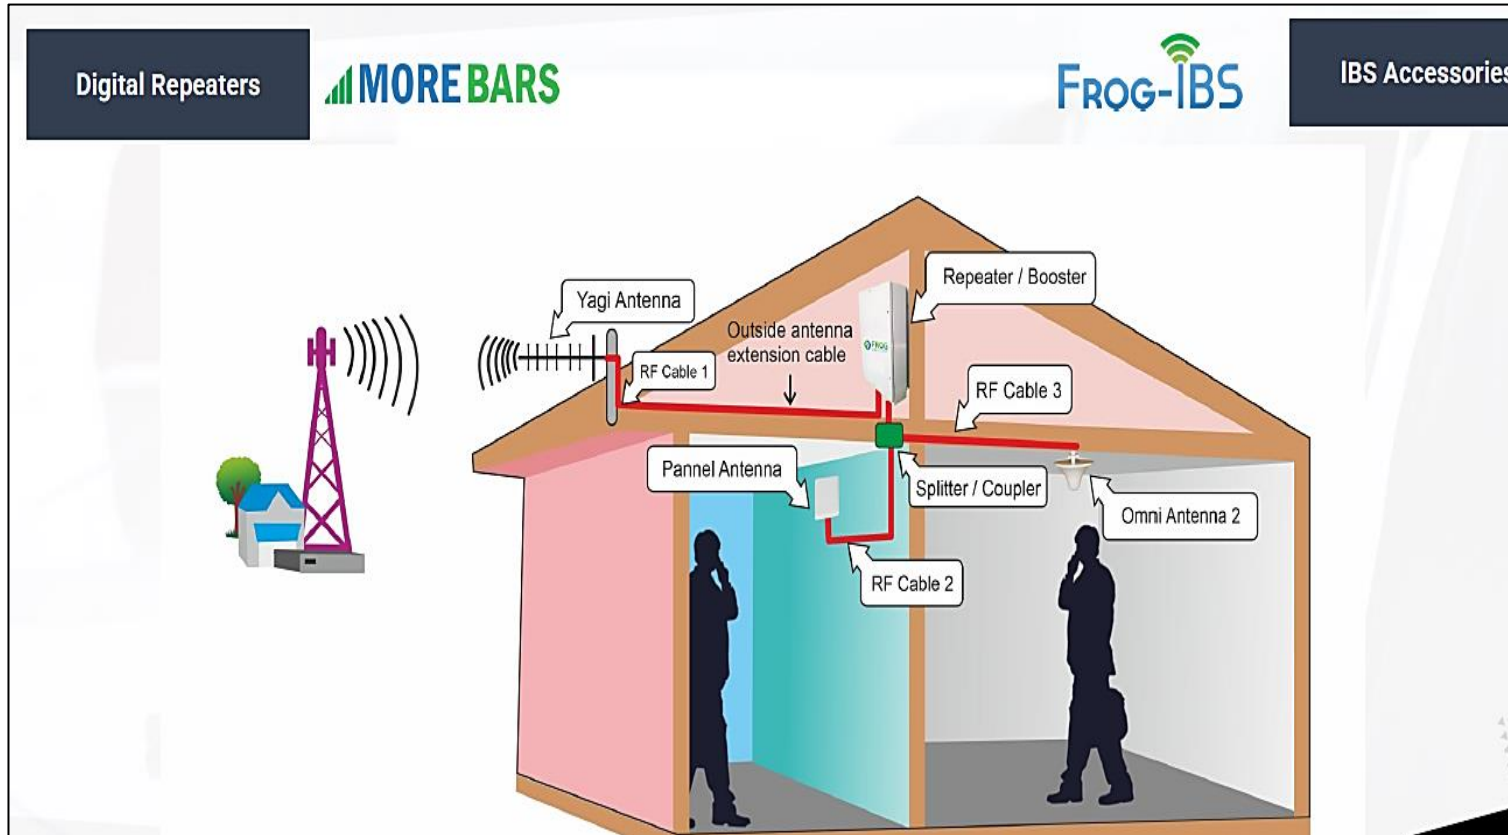 Digital Repeaters
MORE BARS
FROG-IBS
IBS Accessories
Repeater / Booster
Yagi Antenna
Outside antenna
extension cable
FROG
RF Cable 1
RF Cable 3
Pannel Antenna
Splitter / Coupler
Omni Antenna 2
RF Cable 2